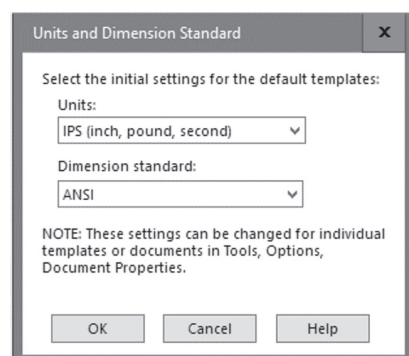 Units and Dimension Standard
X
Select the initial settings for the default templates:
Units:
IPS (inch, pound, second)
Dimension standard:
ANSI
NOTE: These settings can be changed for individual
templates or documents in Tools, Options,
Document Properties.
OK Cancel Help